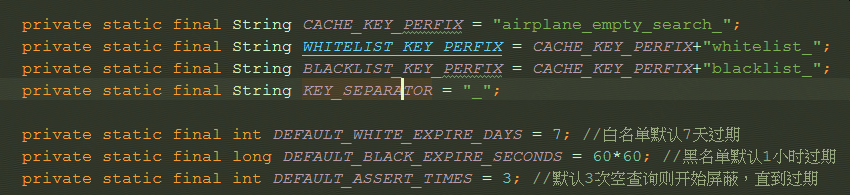 private static final String CACHE_KEY_PERFIX = "airplane_empty_search_";
private static final String WHITELIST_KEY_PERFIX = CACHE_KEY_PERFIX+"whitelist_";
private static final String BLACKLIST_KEY_PERFIX = CACHE_KEY_PERFIX+"blacklist_";
private static final String KEY_SEPARATOR = "_";
private static final int DEFAULT_WHITE_EXPIRE_DAYS = 7; //白名单默认7天过期
private static final long DEFAULT_BLACK_EXPIRE_SECONDS = 60*60; //黑名单默认1小时过期
private static final int DEFAULT_ASSERT_TIMES = 3; //默认3次空查询则开始屏蔽，直到过期